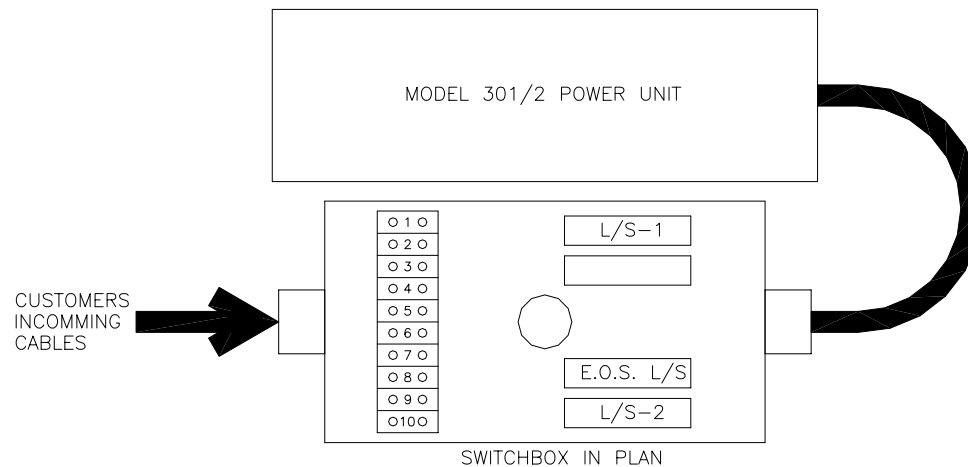 MODEL 301/2 POWER UNIT
1
2
3
4
5
6
7
8
9
10
L/S-1
E.O.S. L/S
L/S-2
CUSTOMERS
INCOMMING
CABLES
SWITCHBOX IN PLAN